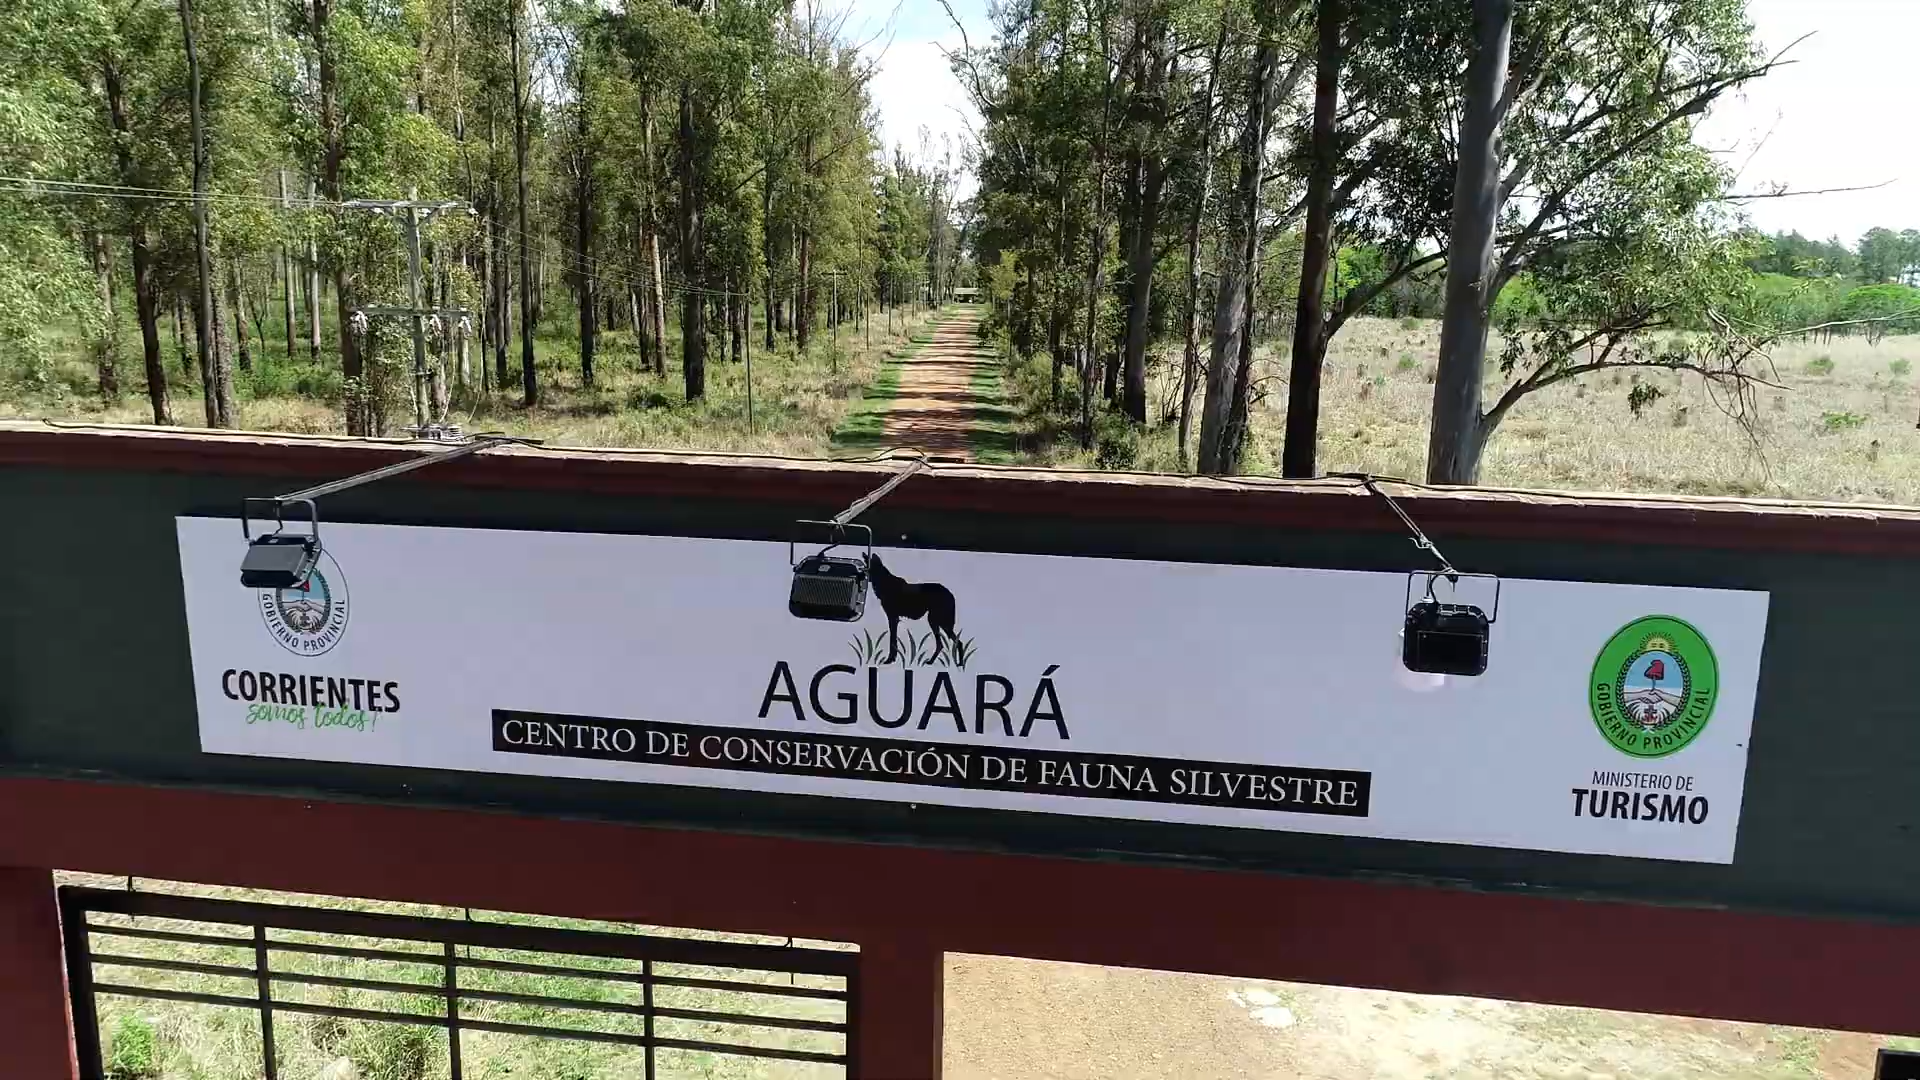 GOBIERNO PROVINCIAL
CORRIENTES
somos todos!
AGUARÁ
CENTRO DE CONSERVACIÓN DE FAUNA SILVESTRE
GOBIERNO PROVINCIAL
MINISTERIO DE
TURISMO